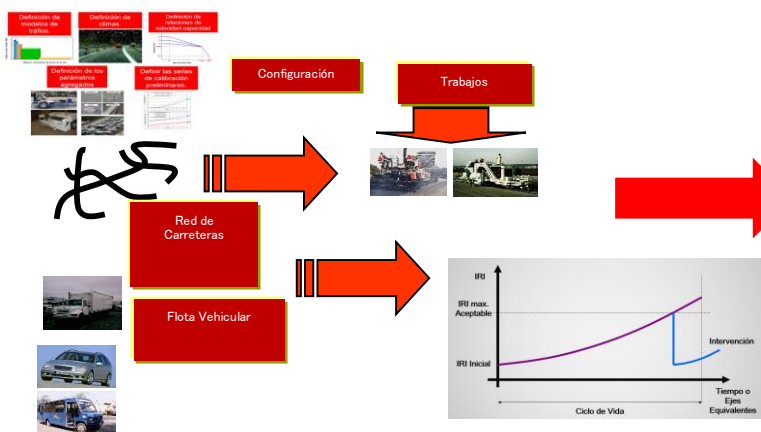 Definición de
modelos de
tráfico.
Definición de
climas.
Definición de
relaciones de
velocidad capacidad
Definición de los
parámetros
agregados
Definir las series
de calibración
preliminares.
Configuración
Trabajos
Red de
Carreteras
Flota Vehicular
IRI
IRI max.
Aceptable
IRI Inicial
Intervención
Tiempo o
Ejes
Equivalentes
Ciclo de Vida